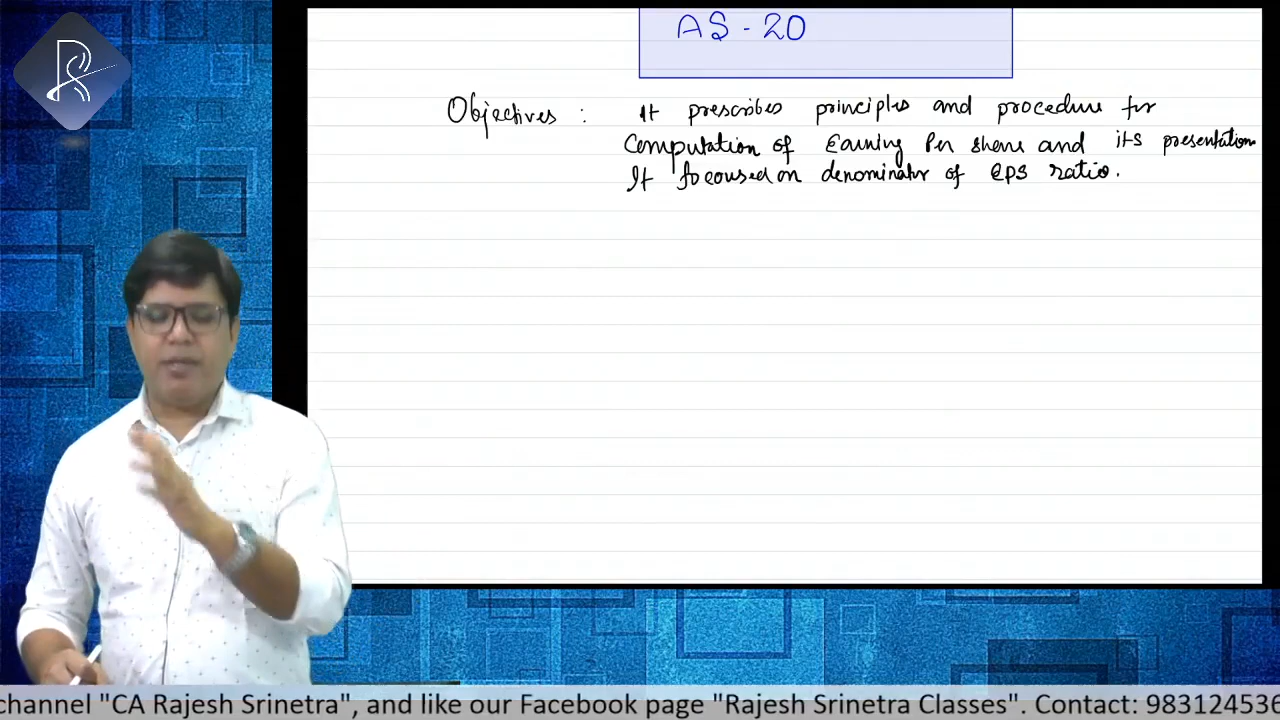 AS - 20
Objectives : It prescribes principles and procedure for
Computation of Earning Per share and its presentation
It focoused on denominator of EPS ratio.
RS
channel "CA Rajesh Srinetra", and like our Facebook page "Rajesh Srinetra Classes". Contact: 983124536